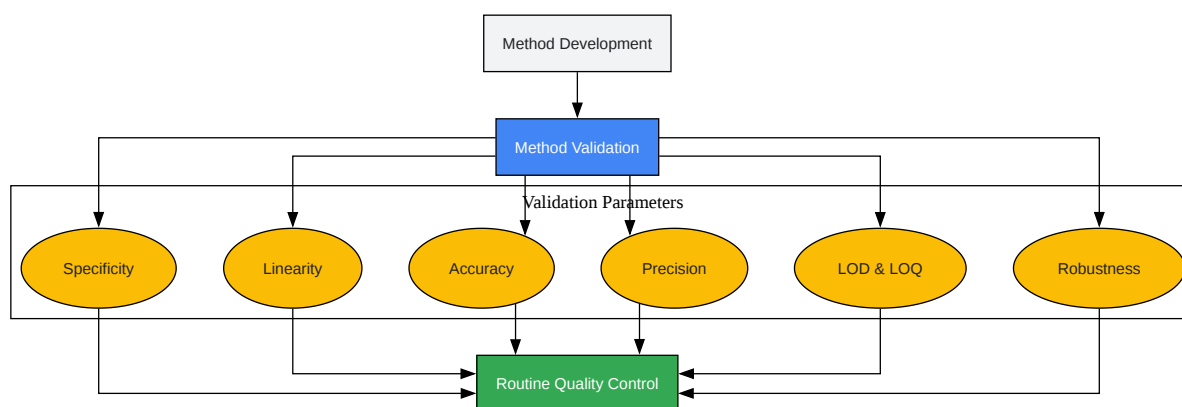 Method Development
Method Validation
Validation Parameters
Specificity
Linearity
Accuracy
Precision
LOD & LOQ
Robustness
Routine Quality Control